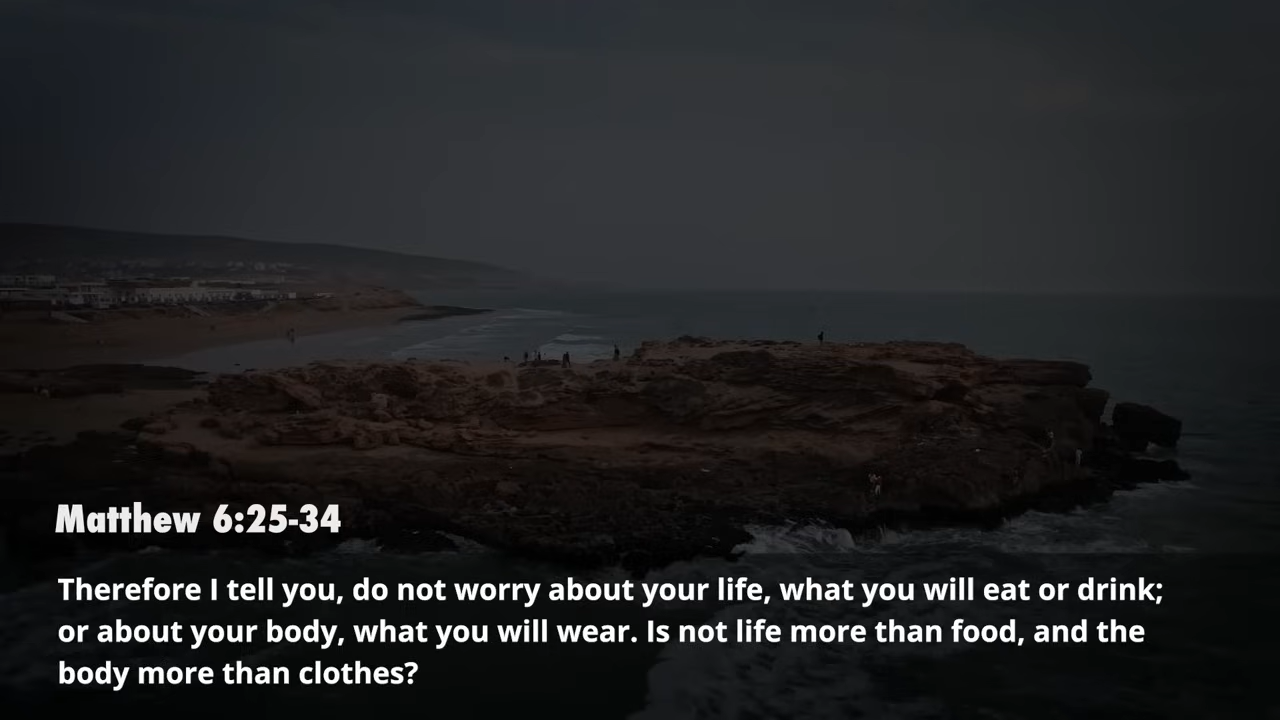 Matthew 6:25-34
Therefore I tell you, do not worry about your life, what you will eat or drink;
or about your body, what you will wear. Is not life more than food, and the
body more than clothes?